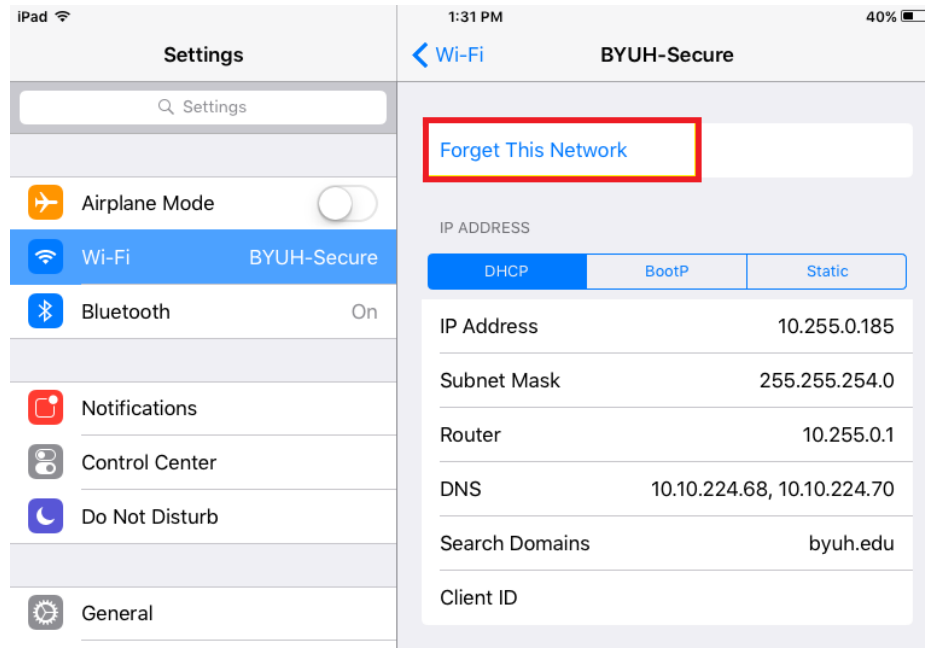 iPad 1:31 PM 40%
Settings
Settings
Airplane Mode
Wi-Fi BYUH-Secure
Bluetooth On
Notifications
Control Center
Do Not Disturb
General
Wi-Fi BYUH-Secure
Forget This Network
IP ADDRESS
DHCP BootP Static
IP Address 10.255.0.185
Subnet Mask 255.255.254.0
Router 10.255.0.1
DNS 10.10.224.68, 10.10.224.70
Search Domains byuh.edu
Client ID